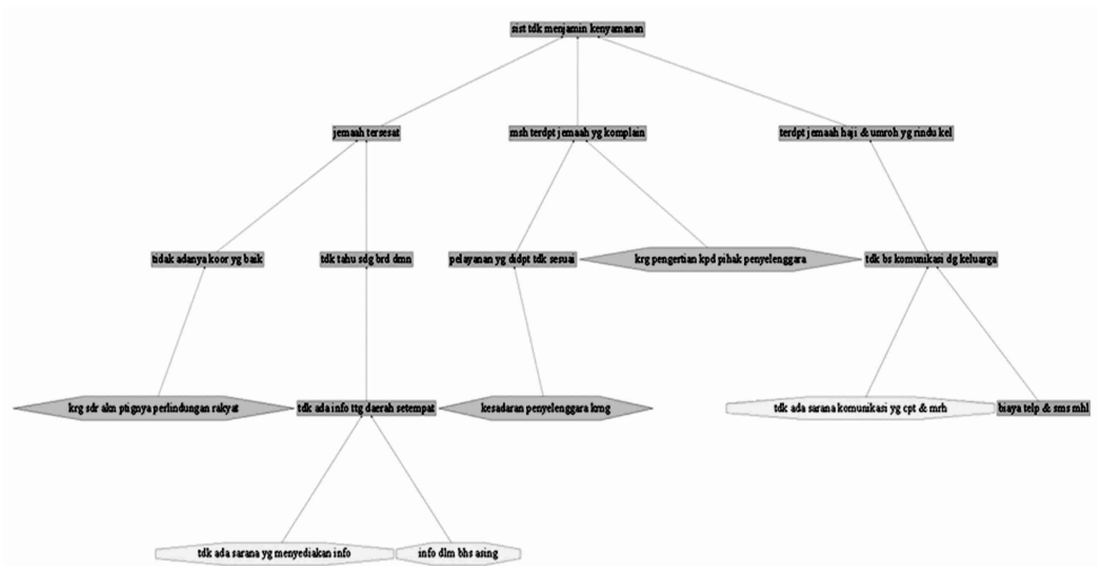 sist tdk menjamin kenyamanan
jemaah tersesat
msh terdpt jemaah yg komplain
terdpt jemaah haji & umroh yg rindu kel
tidak adanya koor yg baik
tdk tahu sdg brd dmn
pelayanan yg didpt tdk sesuai
krg pengertian kpd pihak penyelenggara
tdk bs komunikasi dg keluarga
krg sdr akn ptignya perlindungan rakyat
tdk ada info ttg daerah setempat
kesadaran penyelenggara krng
tdk ada sarana komunikasi yg cpt & mrh
biaya telp & sms mhl
tdk ada sarana yg menyediakan info
info dlm bhs asing